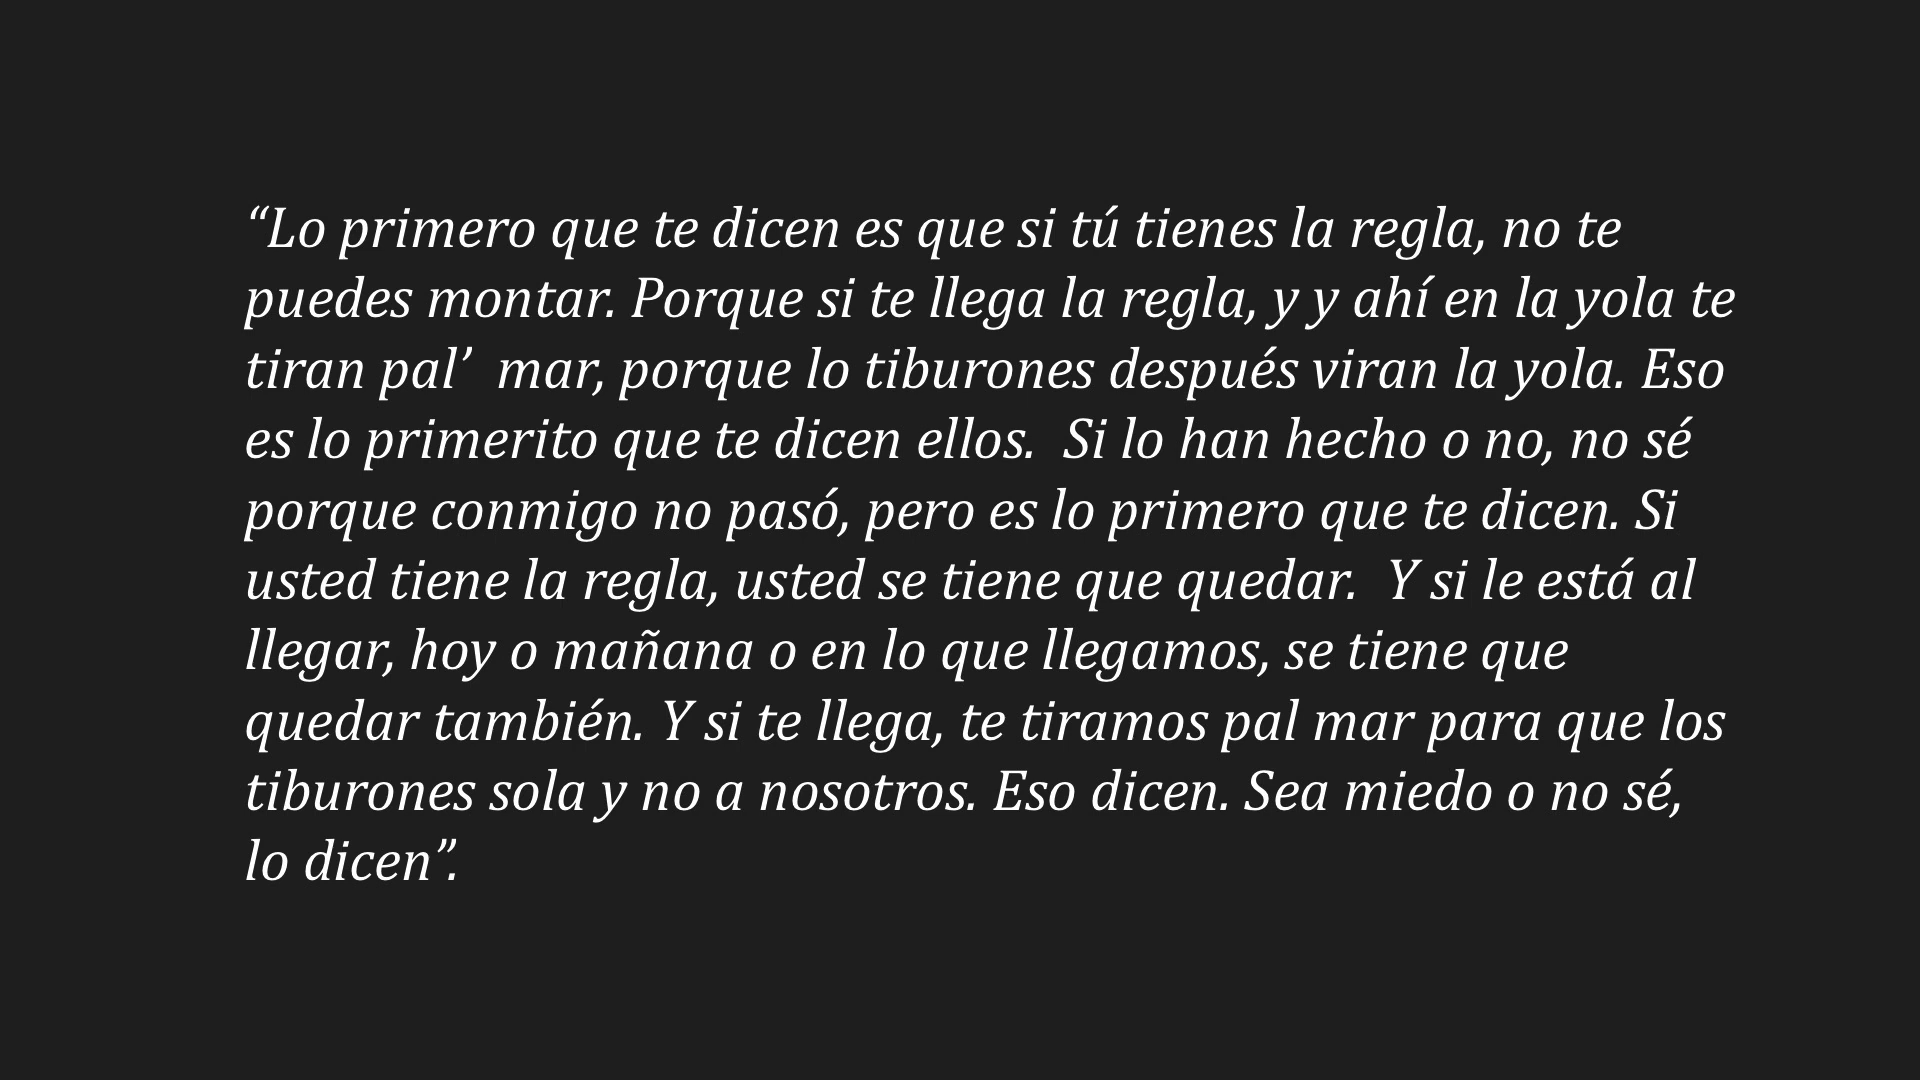 “Lo primero que te dicen es que si tú tienes la regla, no te
puedes montar. Porque si te llega la regla, y y ahí en la yola te
tiran pal’  mar, porque lo tiburones después viran la yola. Eso
es lo primerito que te dicen ellos.  Si lo han hecho o no, no sé
porque conmigo no pasó, pero es lo primero que te dicen. Si
usted tiene la regla, usted se tiene que quedar.  Y si le está al
llegar, hoy o mañana o en lo que llegamos, se tiene que
quedar también. Y si te llega, te tiramos pal mar para que los
tiburones sola y no a nosotros. Eso dicen. Sea miedo o no sé,
lo dicen”.